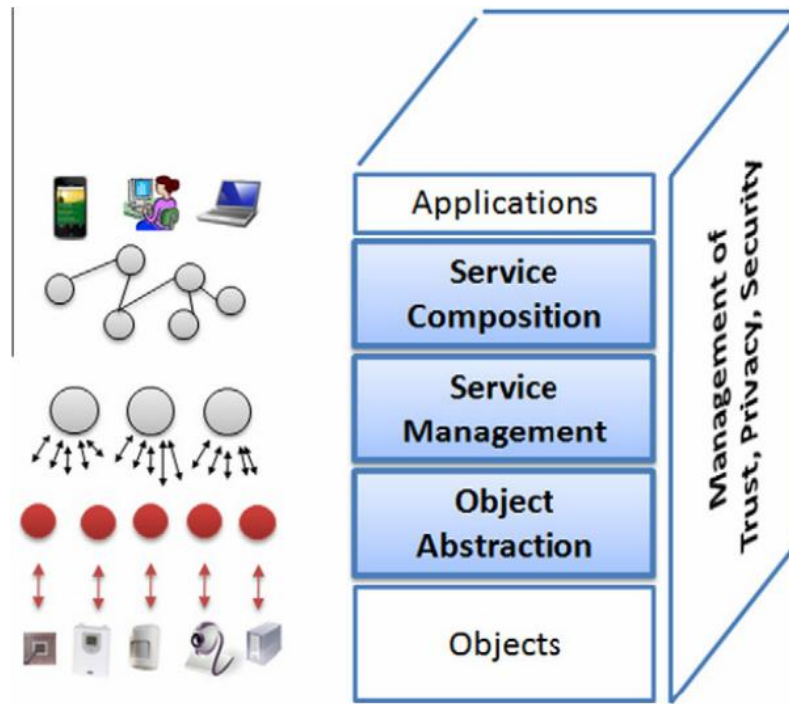 Applications
Service
Composition
Service
Management
Object
Abstraction
Objects
Management of
Trust, Privacy, Security